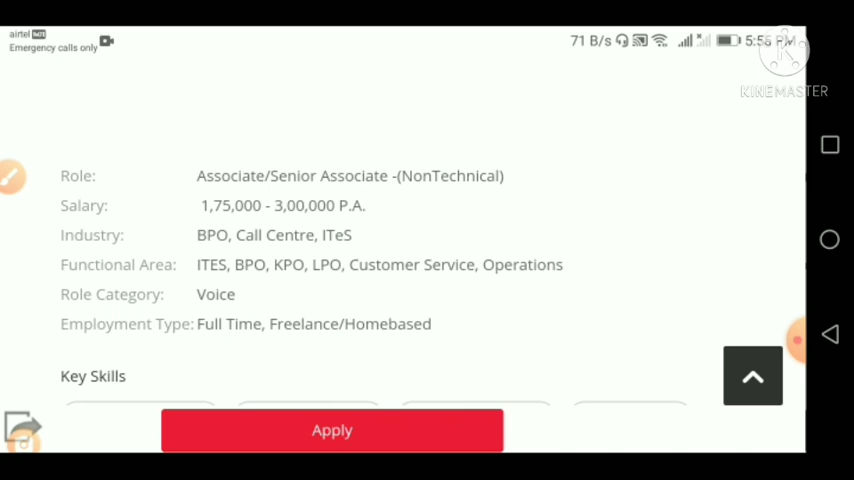 airtel VoLTE
Emergency calls only
71 B/s
5:55 PM
KINEMASTER
Role: Associate/Senior Associate -(NonTechnical)
Salary: 1,75,000 - 3,00,000 P.A.
Industry: BPO, Call Centre, ITeS
Functional Area: ITES, BPO, KPO, LPO, Customer Service, Operations
Role Category: Voice
Employment Type: Full Time, Freelance/Homebased
Key Skills
Apply